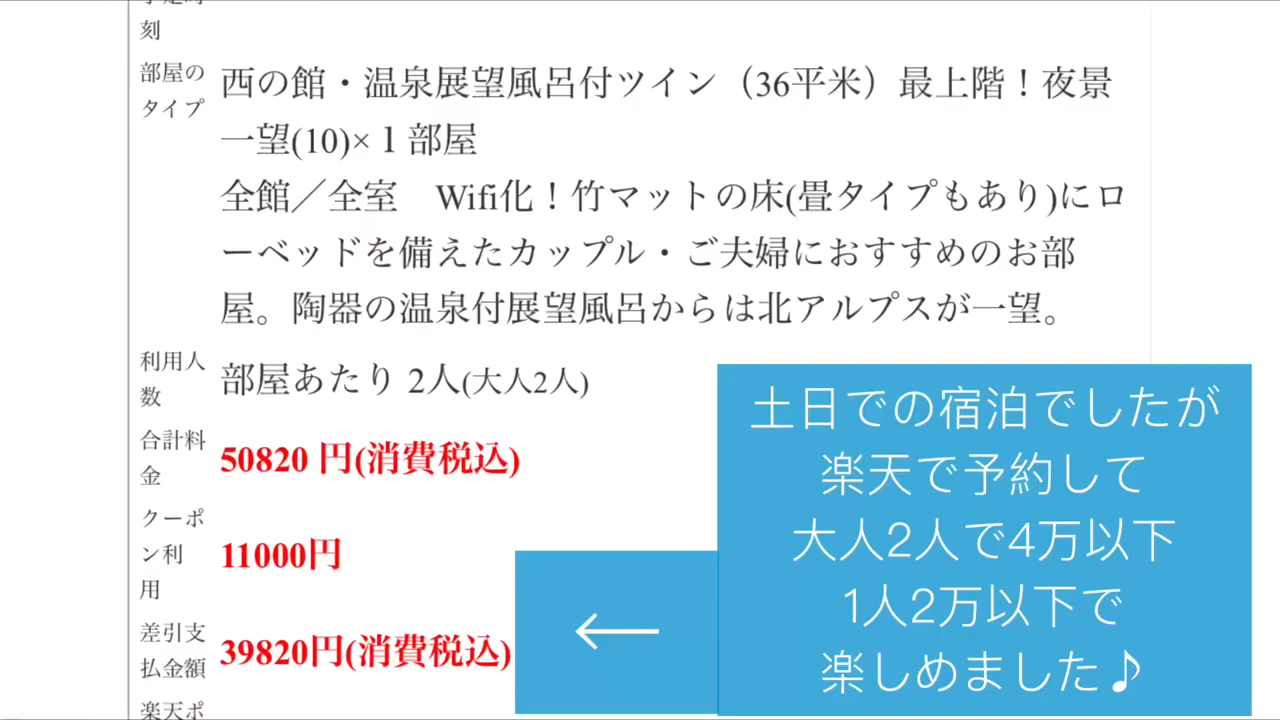 刻
部屋の
タイプ
西の館・温泉展望風呂付ツイン（36平米）最上階！夜景
一望(10)×１部屋
全館／全室　Wifi化！竹マットの床(畳タイプもあり)にロ
ーベッドを備えたカップル・ご夫婦におすすめのお部
屋。陶器の温泉付展望風呂からは北アルプスが一望。
利用人
数
部屋あたり 2人(大人2人)
合計料
金
50820 円(消費税込)
クーポ
ン利
用
11000円
差引支
払金額
39820円(消費税込)
楽天ポ
←
土日での宿泊でしたが
楽天で予約して
大人2人で4万以下
1人2万以下で
楽しめました♪